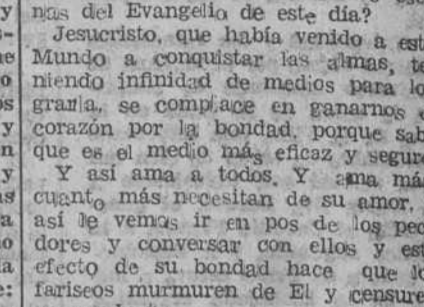 nas del Evangelio de este día?
Jesucristo, que había venido a est
Mundo a conquistar las almas, te
niendo infinidad de medios para lo
grarla, se complace en ganarnos e
corazón por la bondad, porque sab
que es el medio más eficaz y seguro
Y así ama a todos. Y ama má
cuanto más necesitan de su amor,
así le vemos ir en pos de los pec
dores y conversar con ellos y est
efecto de su bondad hace que lo
fariseos murmuren de El y censure